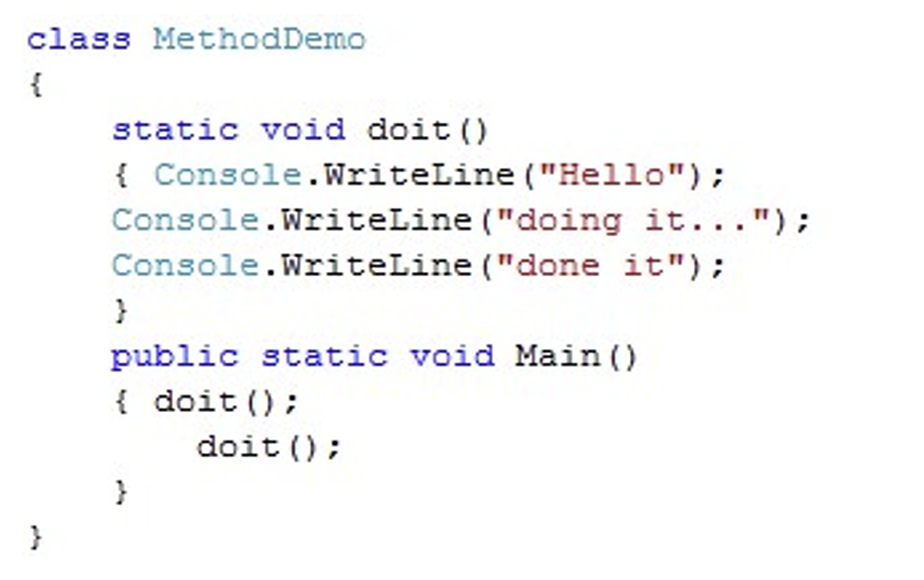 class MethodDemo
{
static void doit()
{ Console.WriteLine("Hello");
Console.WriteLine("doing it...");
Console.WriteLine("done it");
}
public static void Main()
{ doit();
doit();
}
}